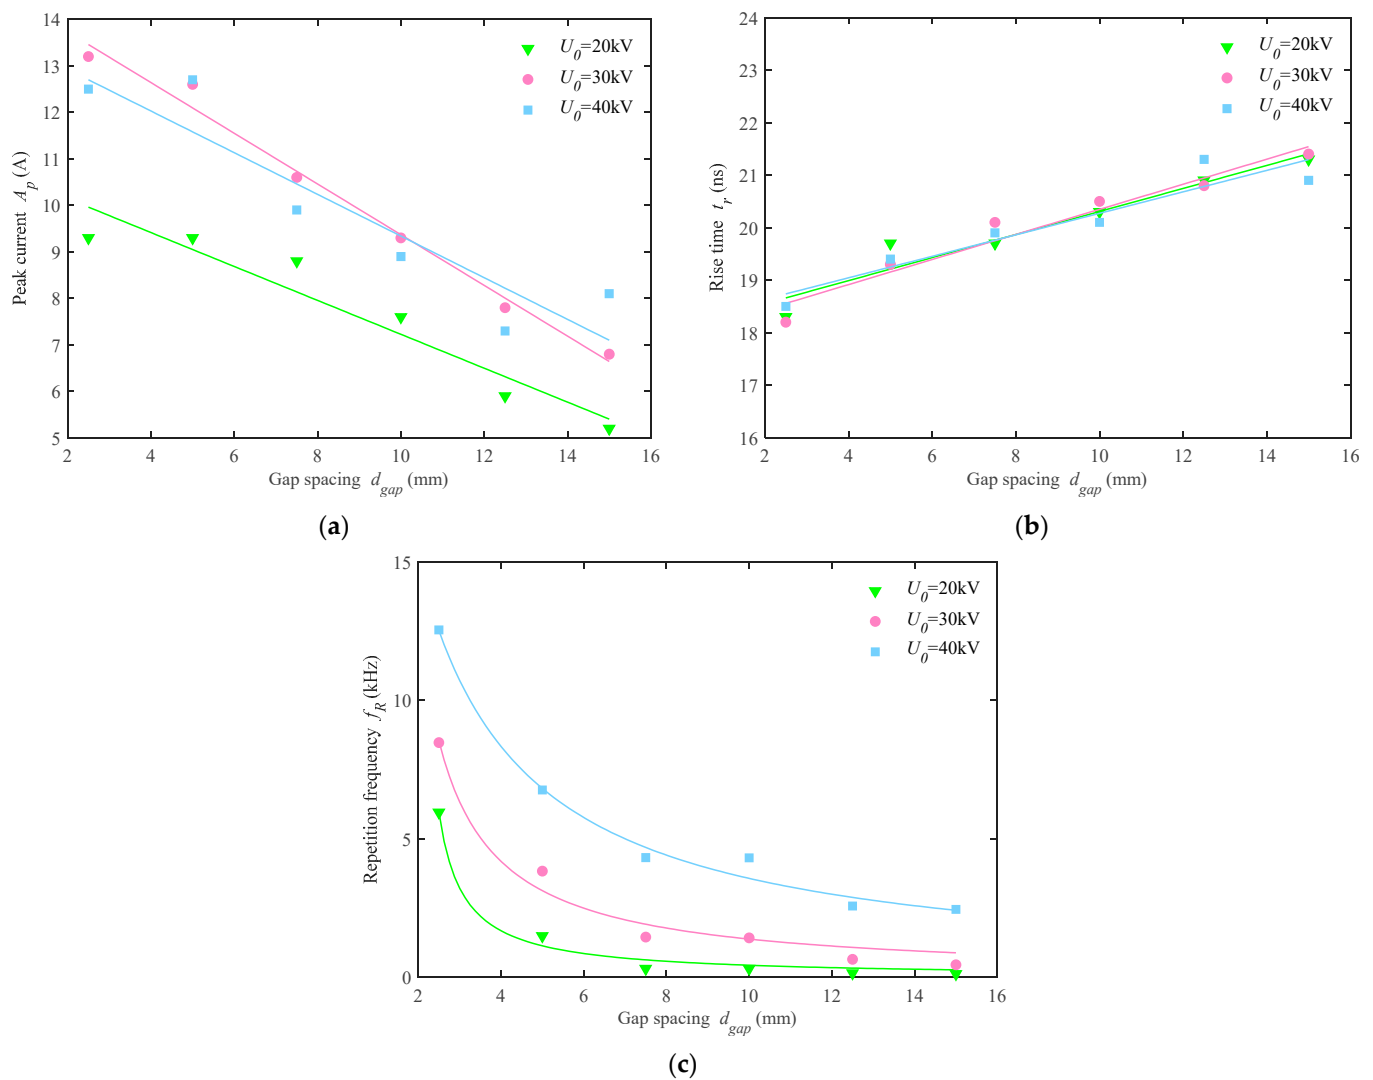 14
13
12
11
10
9
8
7
6
5
2
4
6
8
10
12
14
16
Peak current A_p (A)
Gap spacing d_gap (mm)
U_0=20kV
U_0=30kV
U_0=40kV
(a)
24
23
22
21
20
19
18
17
16
2
4
6
8
10
12
14
16
Rise time t_r (ns)
Gap spacing d_gap (mm)
U_0=20kV
U_0=30kV
U_0=40kV
(b)
15
10
5
0
2
4
6
8
10
12
14
16
Repetition frequency f_R (kHz)
Gap spacing d_gap (mm)
U_0=20kV
U_0=30kV
U_0=40kV
(c)